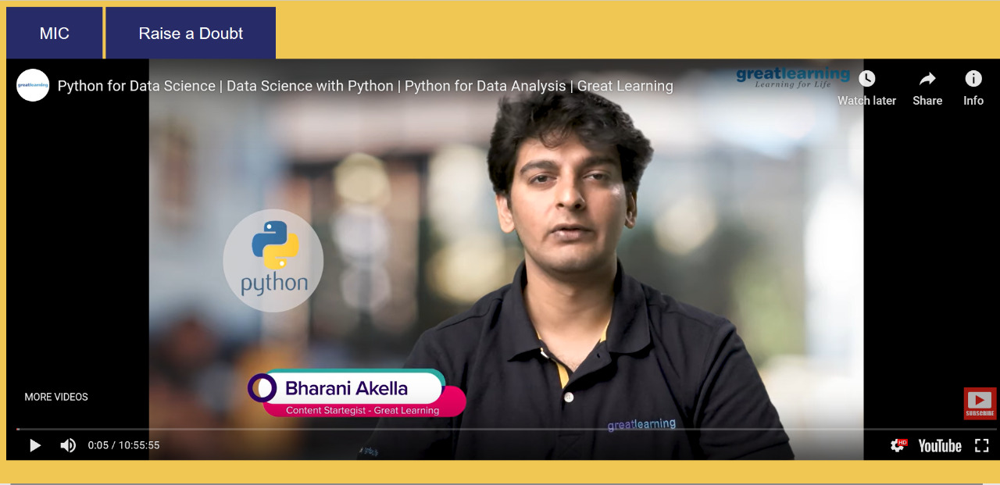 MIC
Raise a Doubt
greatlearning
Python for Data Science | Data Science with Python | Python for Data Analysis | Great Learning
greatlearning
Learning for Life
Watch later
Share
Info
python
Bharani Akella
Content Startegist - Great Learning
MORE VIDEOS
SUBSCRIBE
greatlearning
0:05 / 10:55:55
HD
YouTube